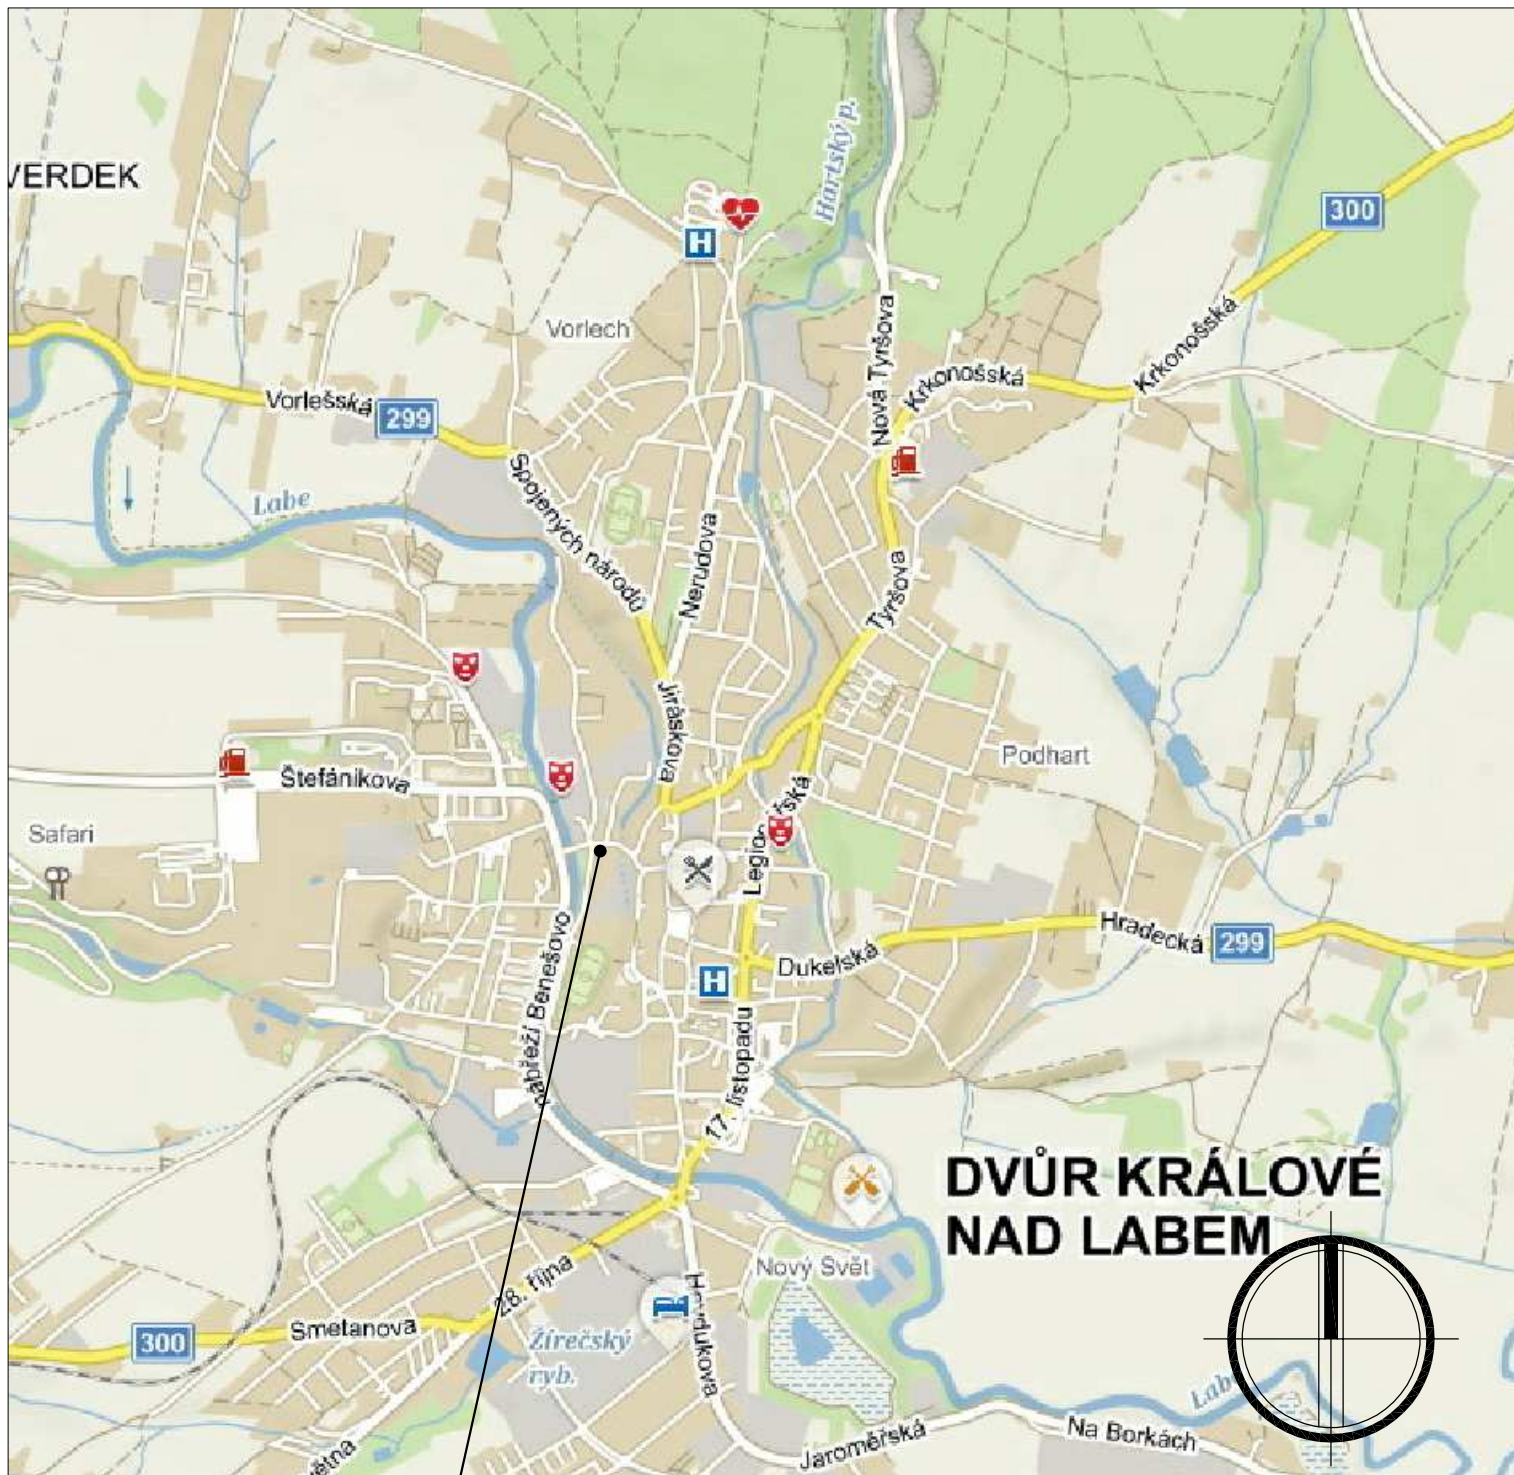 VERDEK
Hartský p.
300
Vorlech
Nová Tyršova
Krkonošská
Krkonošská
Vorlešská
299
Spojených národů
Labe
Nerudova
Tyršova
Jiráskova
Podhart
Štefánikova
Safari
Hradecká
299
Dukelská
nábřeží Benešovo
17. listopadu
DVŮR KRÁLOVÉ
NAD LABEM
Nový Svět
28. října
Smetanova
300
Žírečský
ryb.
Labe
Jaroměřská
Na Borkách